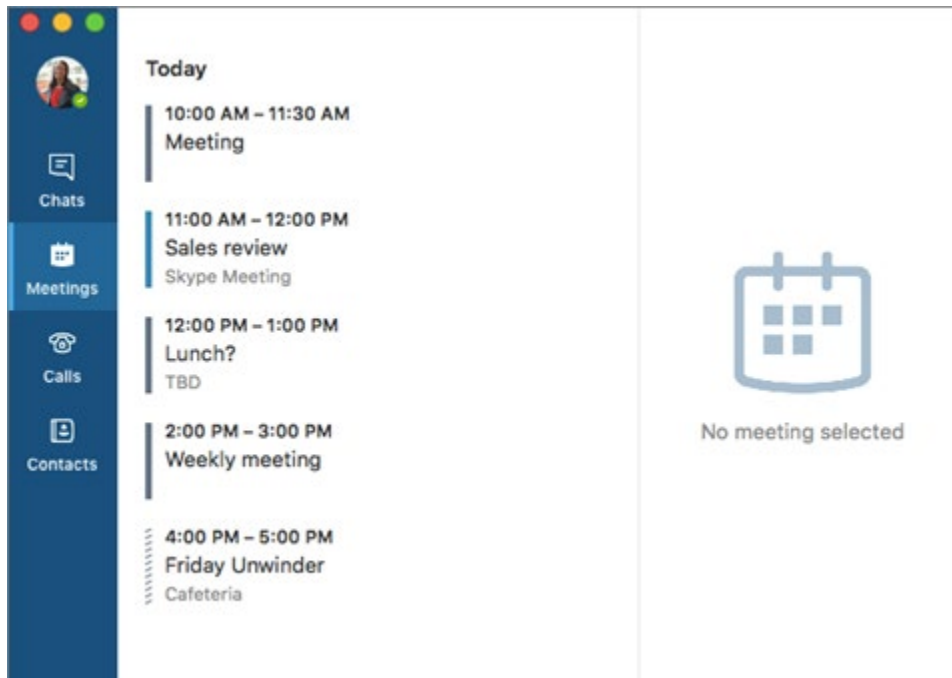 Chats
Meetings
Calls
Contacts
Today
10:00 AM – 11:30 AM
Meeting
11:00 AM – 12:00 PM
Sales review
Skype Meeting
12:00 PM – 1:00 PM
Lunch?
TBD
2:00 PM – 3:00 PM
Weekly meeting
4:00 PM – 5:00 PM
Friday Unwinder
Cafeteria
No meeting selected